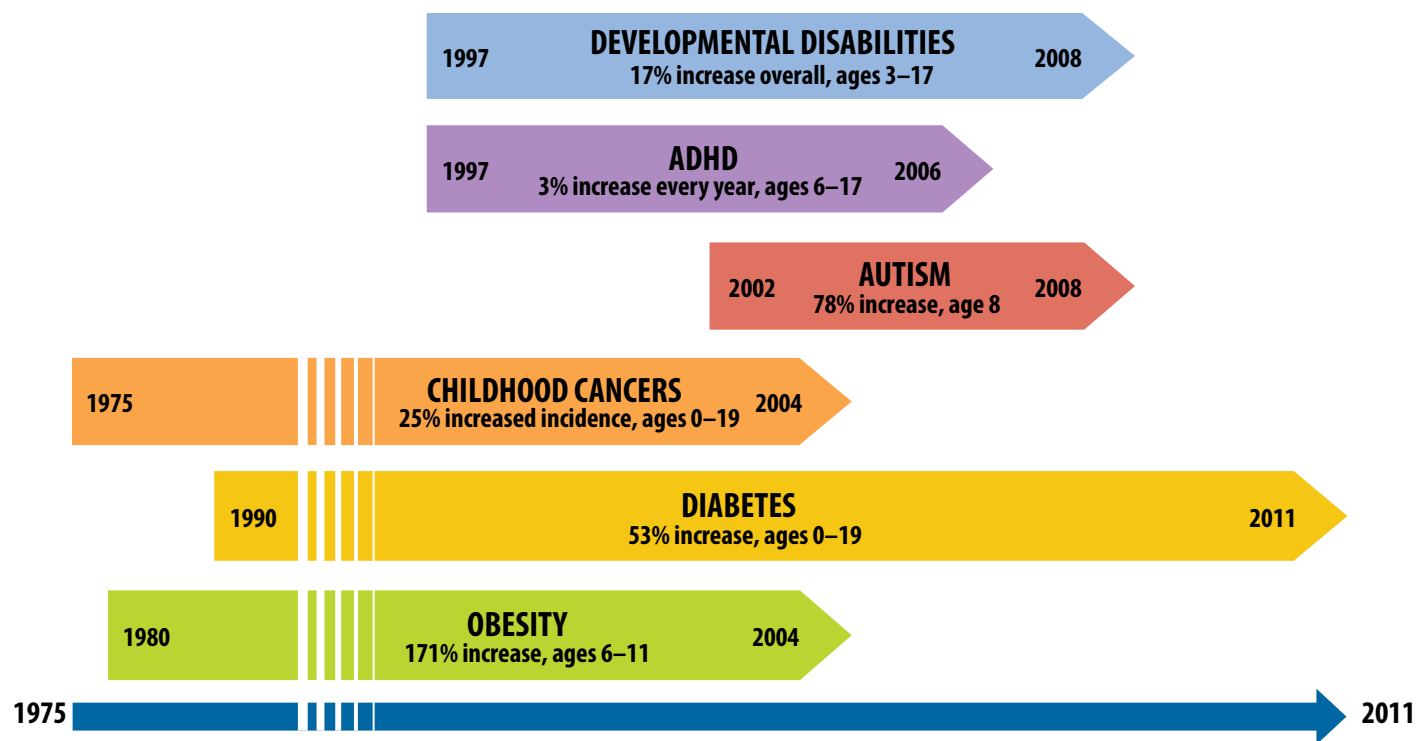 DEVELOPMENTAL DISABILITIES
1997
2008
17% increase overall, ages 3–17
ADHD
1997
2006
3% increase every year, ages 6–17
AUTISM
2002
2008
78% increase, age 8
CHILDHOOD CANCERS
1975
2004
25% increased incidence, ages 0–19
DIABETES
1990
2011
53% increase, ages 0–19
OBESITY
1980
2004
171% increase, ages 6–11
1975
2011